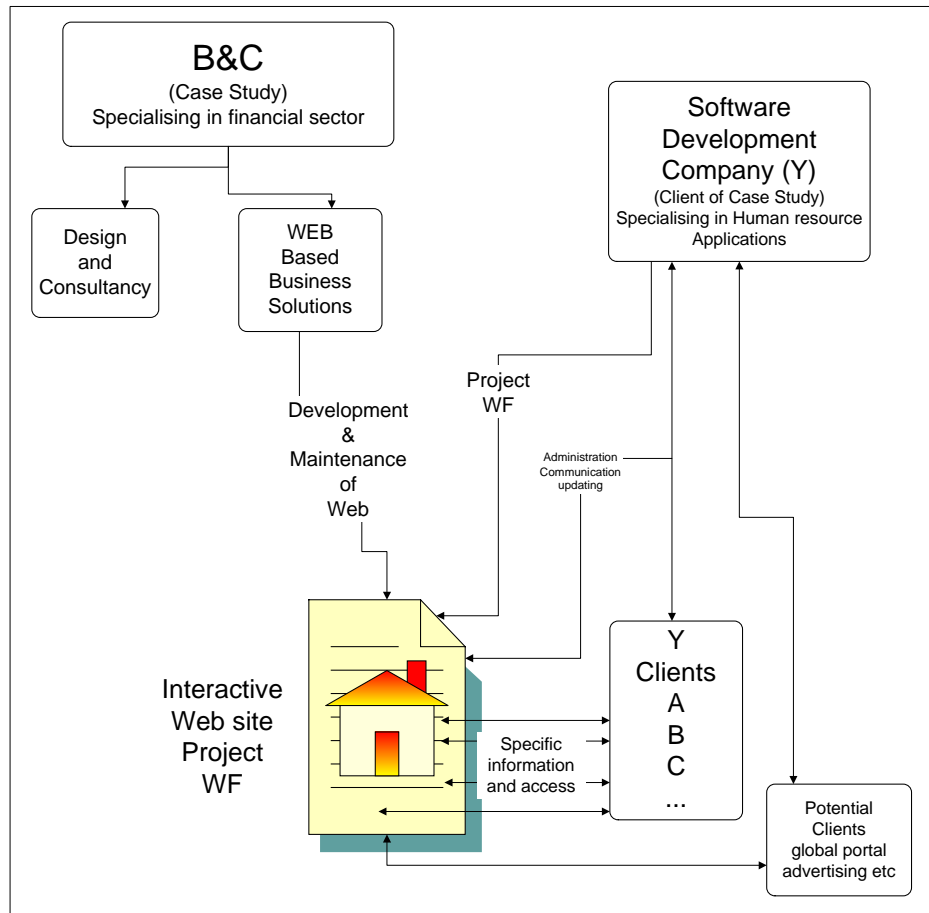 B&C
(Case Study)
Specialising in financial sector
Software
Development
Company (Y)
(Client of Case Study)
Specialising in Human resource
Applications
Design
and
Consultancy
WEB
Based
Business
Solutions
Project
WF
Development
&
Maintenance
of
Web
Administration
Communication
updating
Interactive
Web site
Project
WF
Specific
information
and access
Y
Clients
A
B
C
...
Potential
Clients
global portal
advertising etc